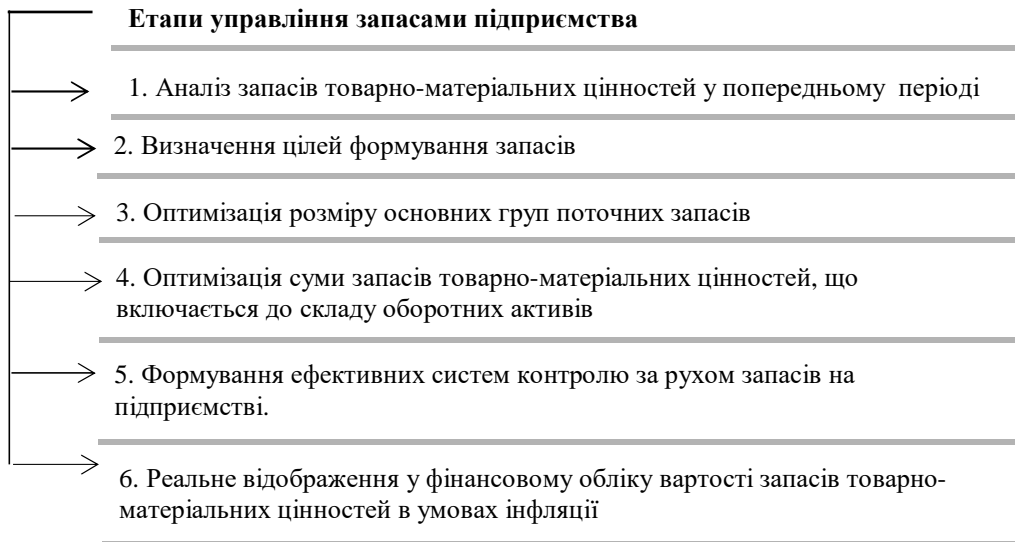 Етапи управління запасами підприємства
1. Аналіз запасів товарно-матеріальних цінностей у попередньому періоді
2. Визначення цілей формування запасів
3. Оптимізація розміру основних груп поточних запасів
4. Оптимізація суми запасів товарно-матеріальних цінностей, що
включається до складу оборотних активів
5. Формування ефективних систем контролю за рухом запасів на
підприємстві.
6. Реальне відображення у фінансовому обліку вартості запасів товарно-
матеріальних цінностей в умовах інфляції